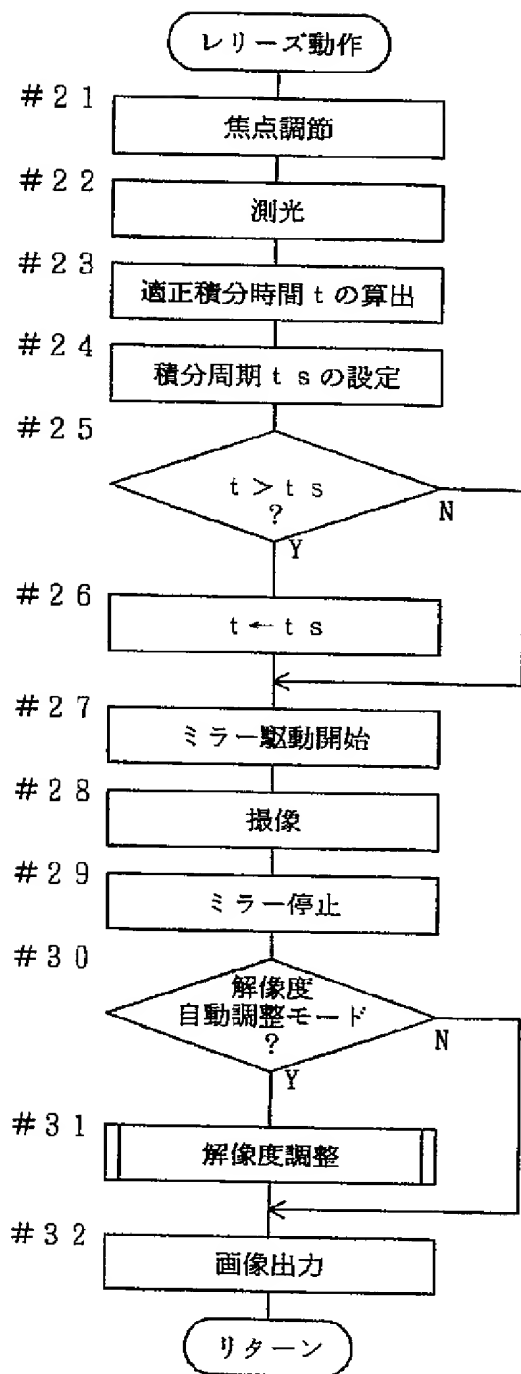 レリーズ動作
#21
焦点調節
#22
測光
#23
適正積分時間tの算出
#24
積分周期tsの設定
#25
t>ts
?
N
Y
#26
t←ts
#27
ミラー駆動開始
#28
撮像
#29
ミラー停止
#30
解像度
自動調整モード
?
N
Y
#31
解像度調整
#32
画像出力
リターン